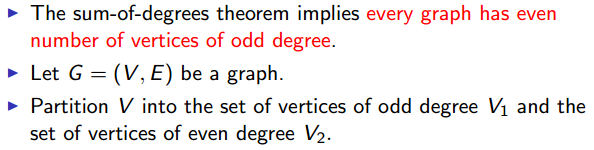 ▶ The sum-of-degrees theorem implies every graph has even
number of vertices of odd degree.
▶ Let G = (V, E) be a graph.
▶ Partition V into the set of vertices of odd degree V₁ and the
set of vertices of even degree V₂.